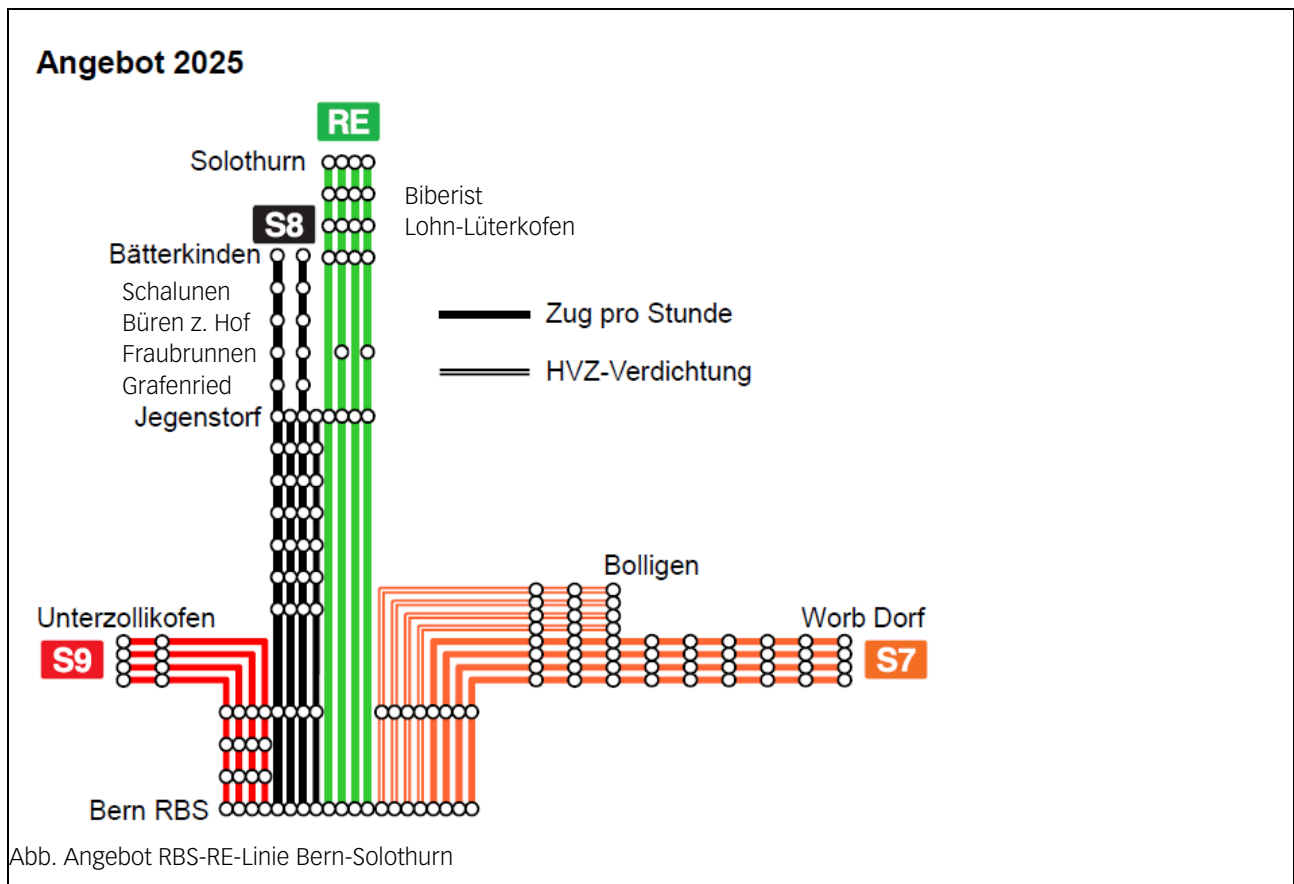 Angebot 2025
RE
Solothurn
Biberist
S8
Lohn-Lüterkofen
Bätterkinden
Schalunen
Zug pro Stunde
Büren z. Hof
Fraubrunnen
HVZ-Verdichtung
Grafenried
Jegenstorf
Bolligen
Unterzollikofen
Worb Dorf
S9
S7
Bern RBS
Abb. Angebot RBS-RE-Linie Bern-Solothurn